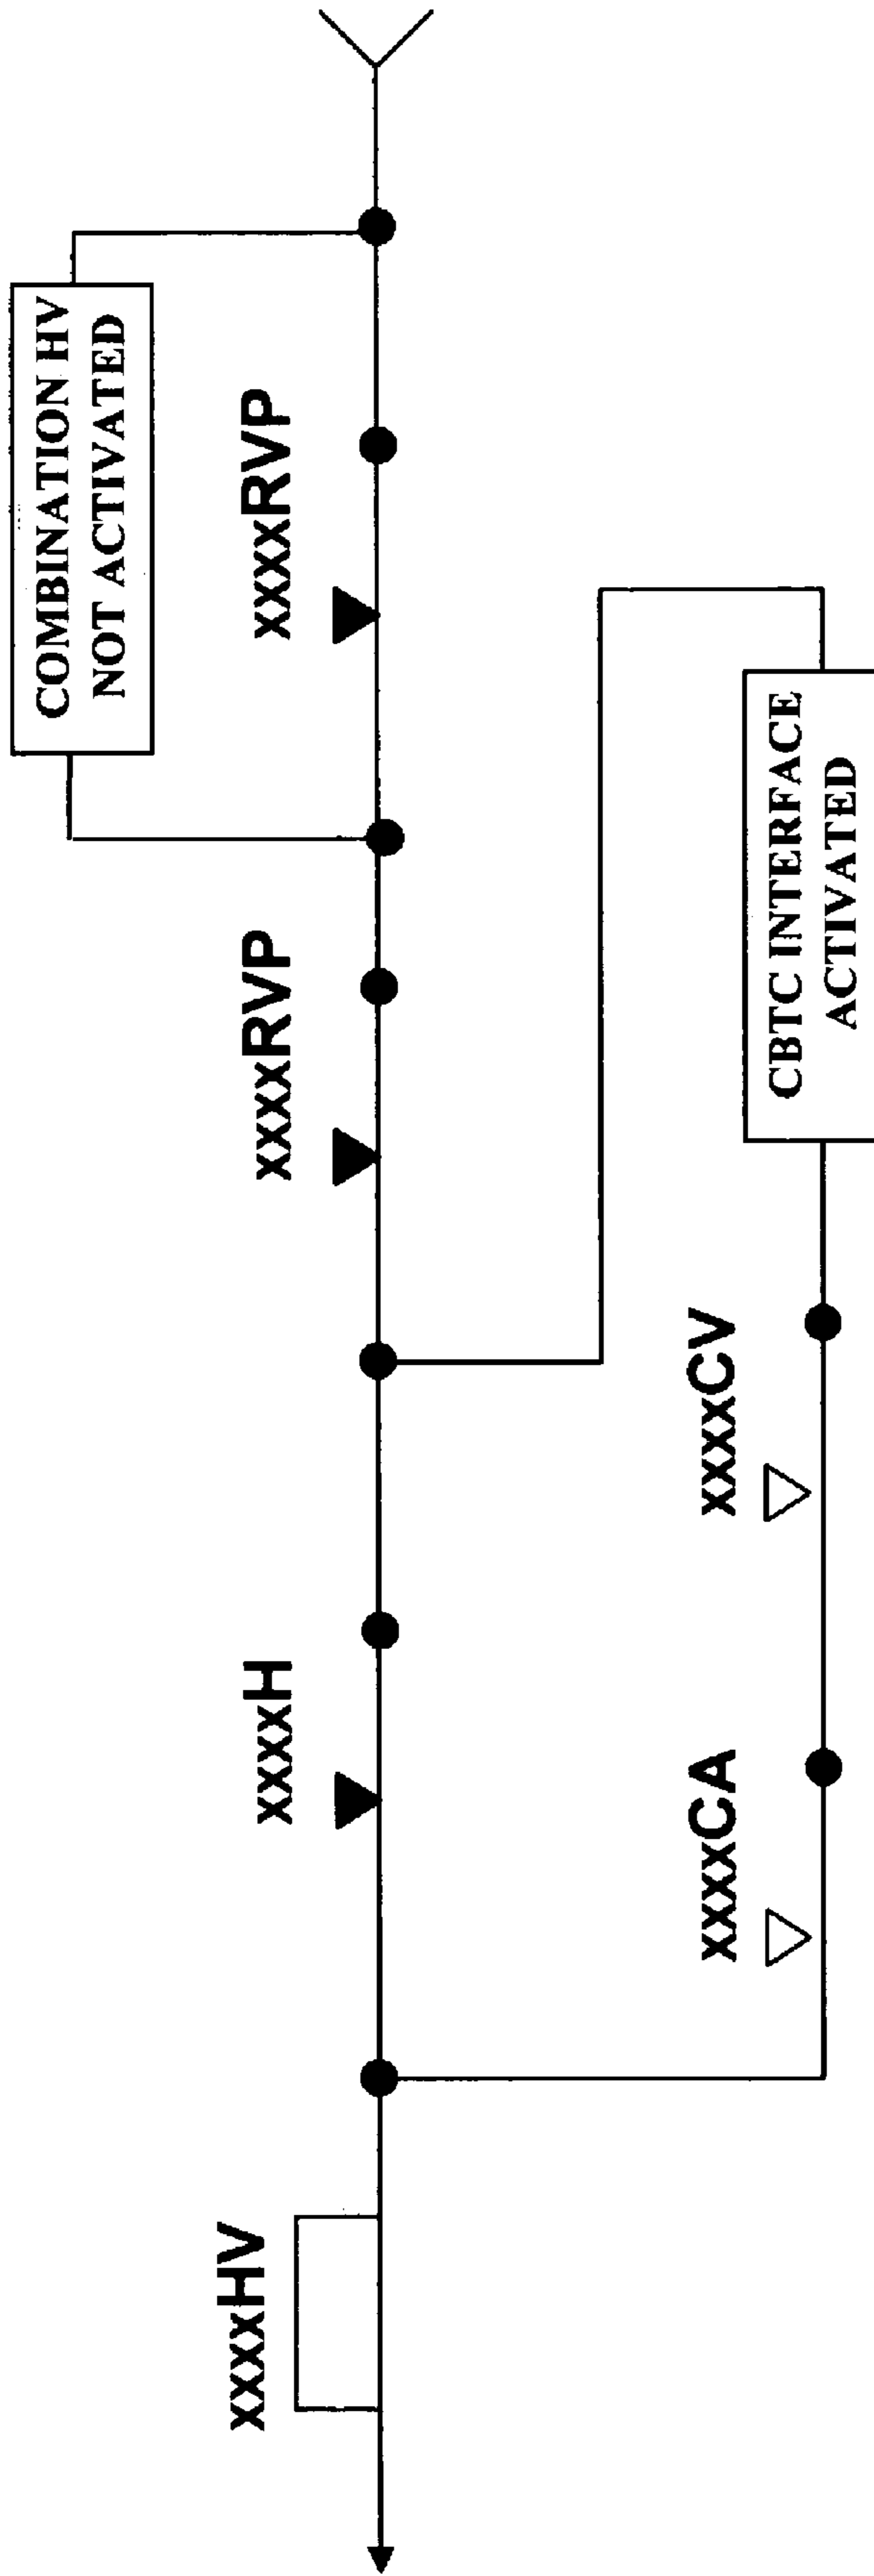 COMBINATION HV
NOT ACTIVATED
xxxxHV
xxxxH
xxxxRVP
xxxxRVP
xxxxCA
xxxxCV
CBTC INTERFACE
ACTIVATED